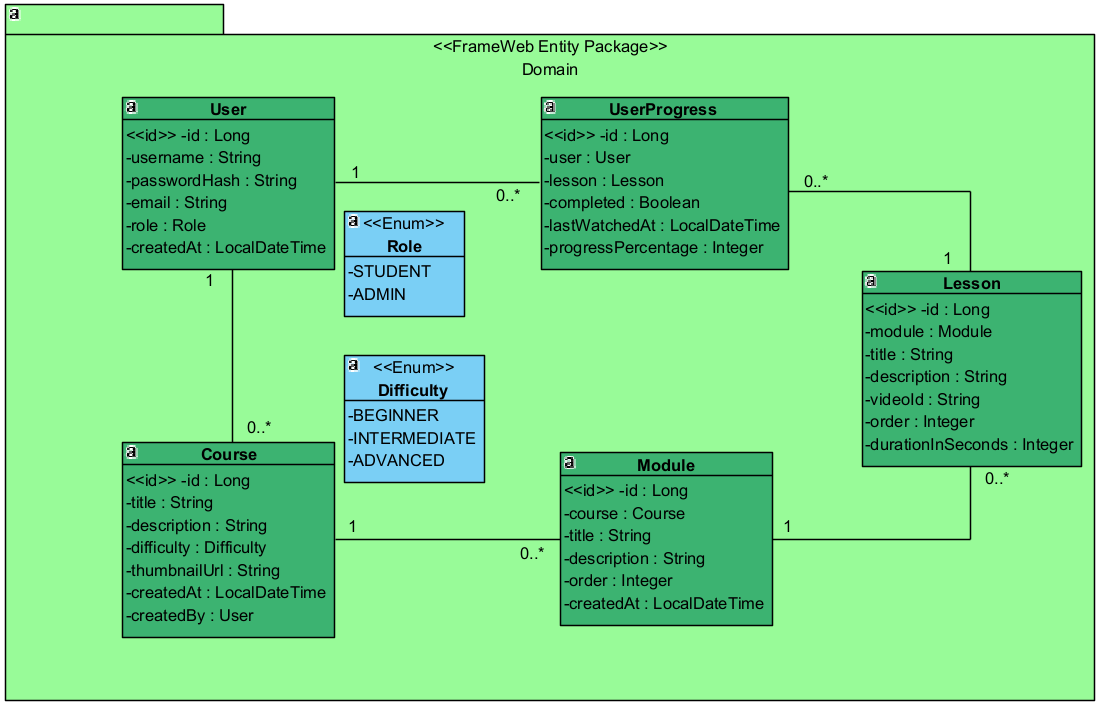 a
<<FrameWeb Entity Package>>
Domain
a
User
<<id>> -id : Long
-username : String
-passwordHash : String
-email : String
-role : Role
-createdAt : LocalDateTime
a
UserProgress
<<id>> -id : Long
-user : User
-lesson : Lesson
-completed : Boolean
-lastWatchedAt : LocalDateTime
-progressPercentage : Integer
1
0..*
0..*
1
a
<<Enum>>
Role
-STUDENT
-ADMIN
a
Lesson
<<id>> -id : Long
-module : Module
-title : String
-description : String
-videoId : String
-order : Integer
-durationInSeconds : Integer
1
0..*
a
<<Enum>>
Difficulty
-BEGINNER
-INTERMEDIATE
-ADVANCED
a
Course
<<id>> -id : Long
-title : String
-description : String
-difficulty : Difficulty
-thumbnailUrl : String
-createdAt : LocalDateTime
-createdBy : User
1
0..*
a
Module
<<id>> -id : Long
-course : Course
-title : String
-description : String
-order : Integer
-createdAt : LocalDateTime
1
0..*